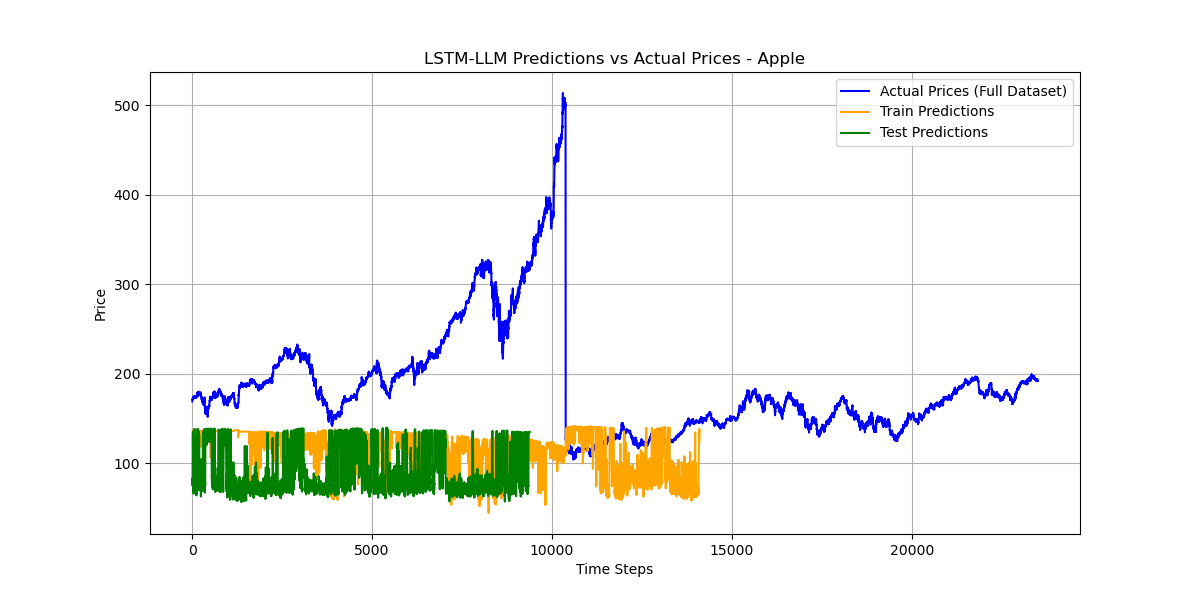 LSTM-LLM Predictions vs Actual Prices - Apple
Actual Prices (Full Dataset)
Train Predictions
Test Predictions
Price
500
400
300
200
100
0
5000
10000
15000
20000
Time Steps